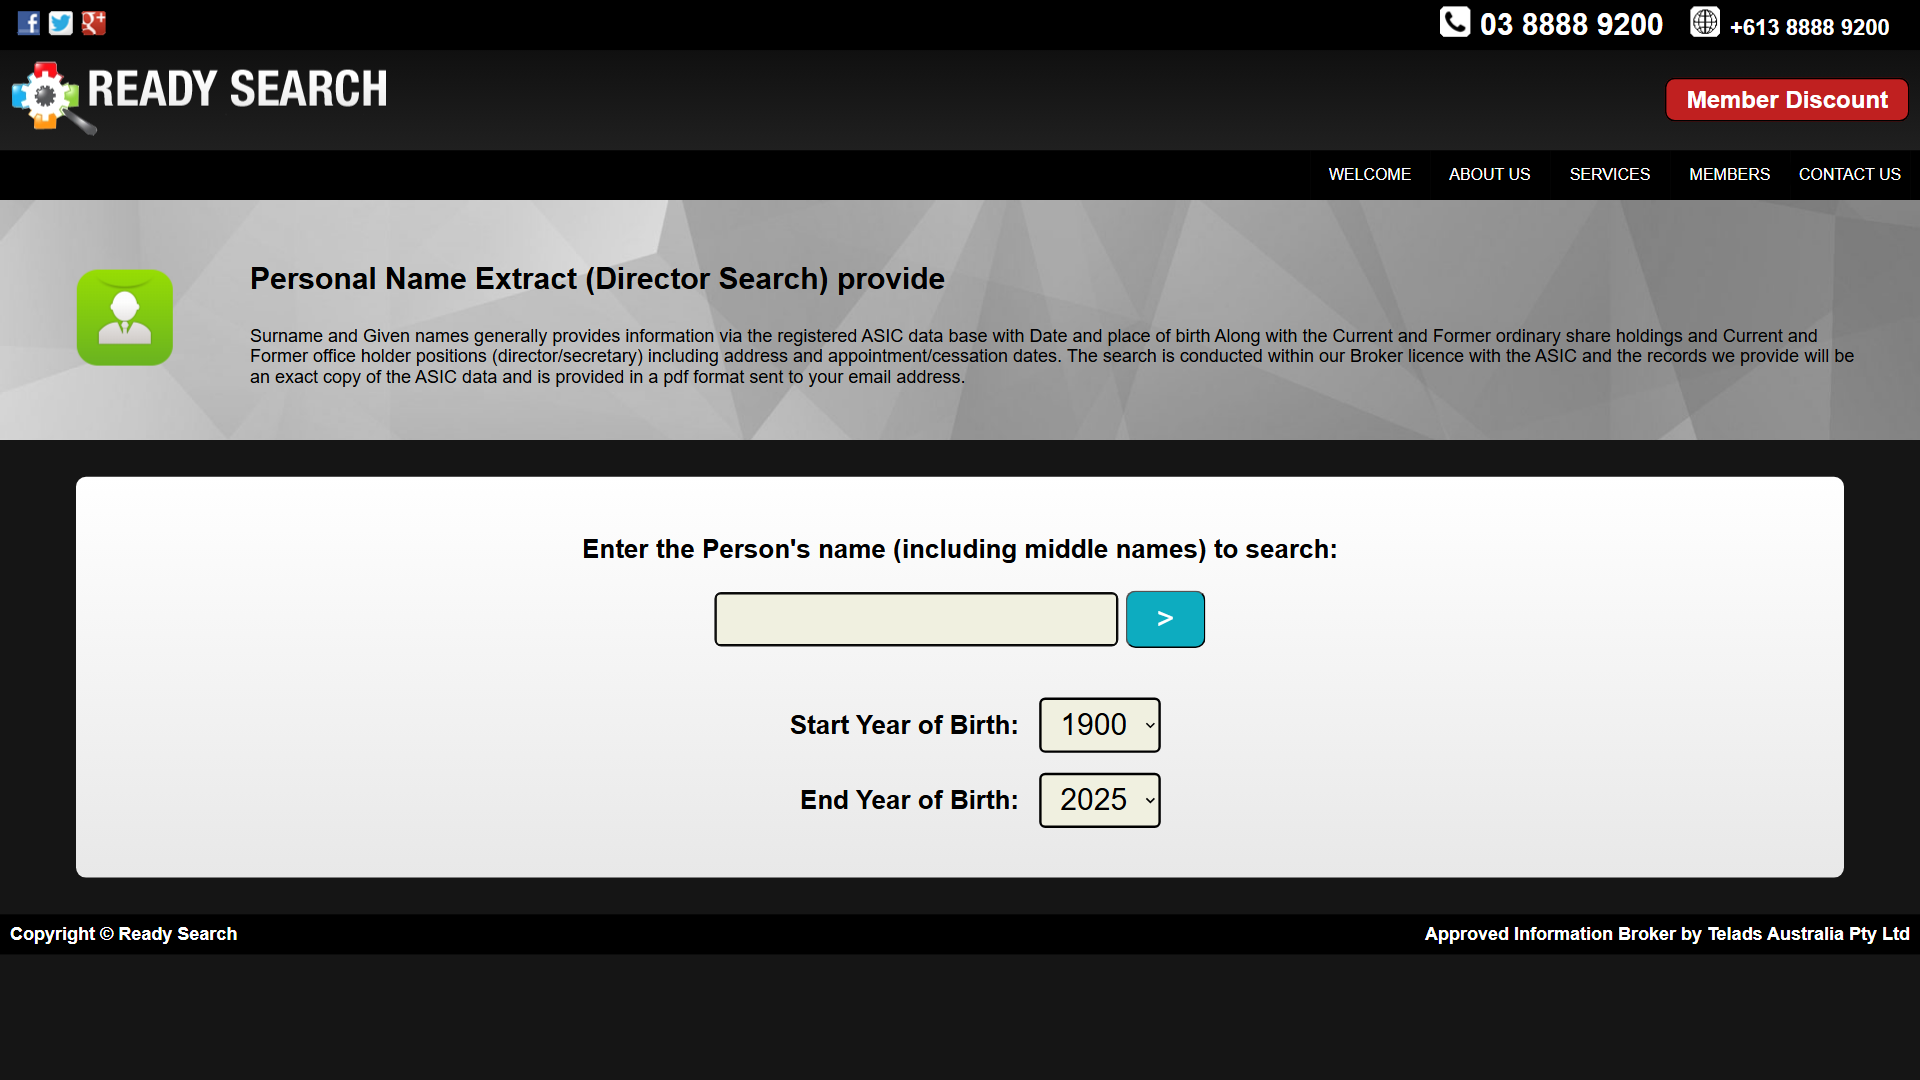 03 8888 9200
+613 8888 9200
READY SEARCH
Member Discount
WELCOME ABOUT US SERVICES MEMBERS CONTACT US
Personal Name Extract (Director Search) provide
Surname and Given names generally provides information via the registered ASIC data base with Date and place of birth Along with the Current and Former ordinary share holdings and Current and
Former office holder positions (director/secretary) including address and appointment/cessation dates. The search is conducted within our Broker licence with the ASIC and the records we provide will be
an exact copy of the ASIC data and is provided in a pdf format sent to your email address.
Enter the Person's name (including middle names) to search:
>
Start Year of Birth: 1900
End Year of Birth: 2025
Copyright © Ready Search
Approved Information Broker by Telads Australia Pty Ltd